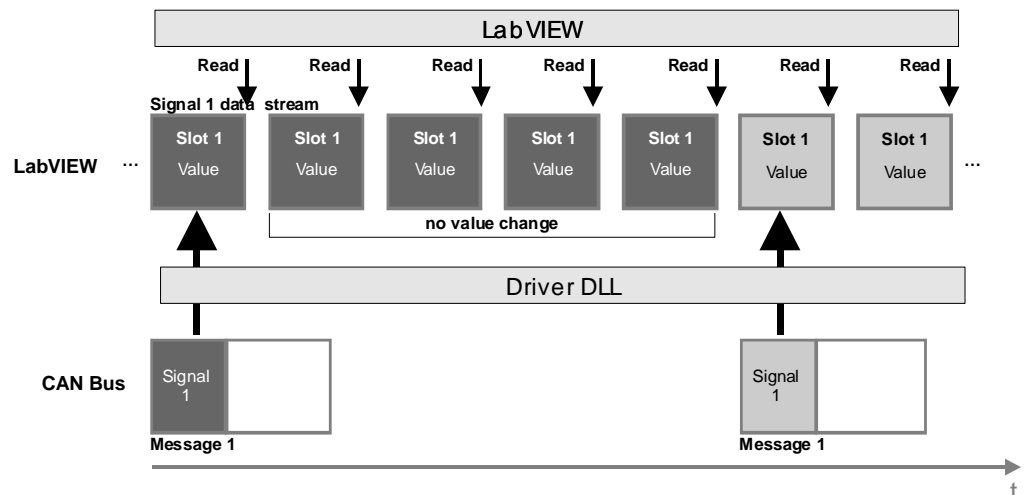 LabVIEW
Read Read Read Read Read Read Read
Signal 1 data stream
Slot 1 Slot 1 Slot 1 Slot 1 Slot 1 Slot 1 Slot 1
LabVIEW ... Value Value Value Value Value Value Value ...
no value change
Driver DLL
CAN Bus
Signal
1
Signal
1
Message 1 Message 1
t